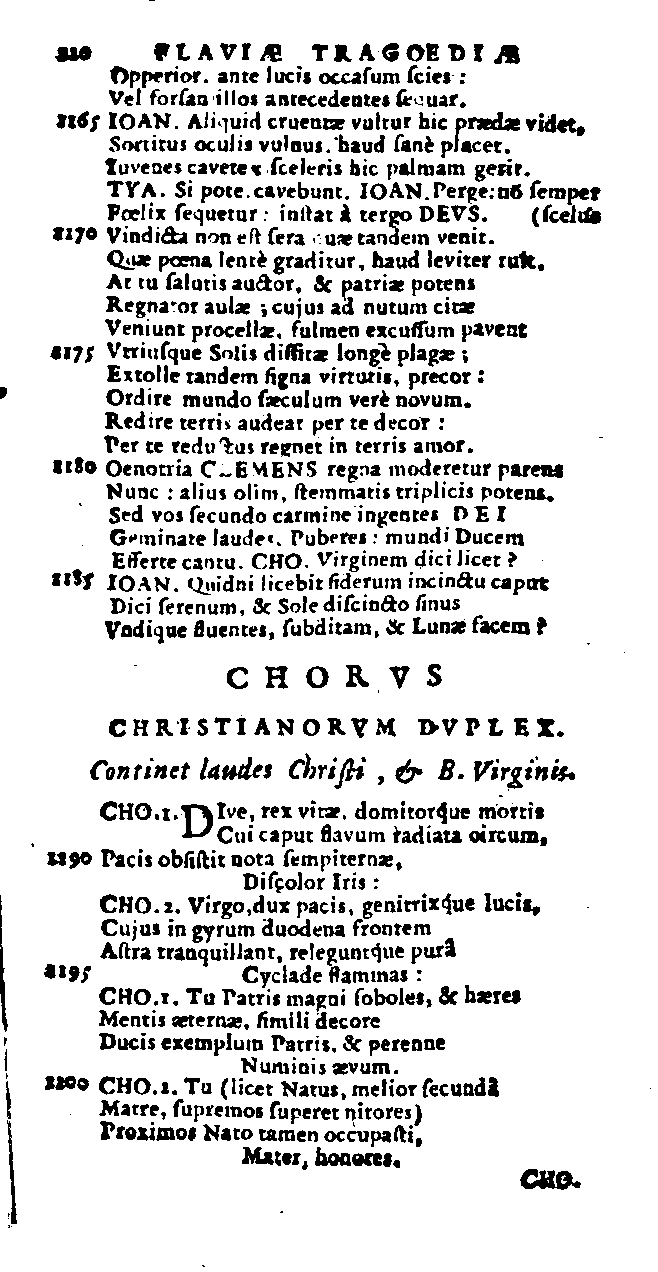 210 FLAVIÆ TRAGOEDIÆ
Opperior. ante lucis occaſum ſcies :
Vel forſan illos antecedentes ſequar.
2165 IOAN. Aliquid cruentæ vultur hic prædæ videt,
Sortitus oculis vulnus. haud ſanè placet.
Iuvenes cavete ſceleris hic palmam gerit.
TYA. Si pote. cavebunt. IOAN. Perge: nō ſemper
Fœlix ſequetur : inſtat à tergo DEVS. (ſcelus
2170 Vindicta non eſt ſera quæ tandem venit.
Quæ pœna lentè graditur, haud leviter ruit.
At tu ſalutis auctor, & patriæ potens
Regnator aulæ ; cujus ad nutum citæ
Veniunt procellæ, fulmen excuſſum pavent
2175 Vtriuſque Solis diſſitæ longè plagæ ;
Extolle tandem ſigna virtutis, precor :
Ordire mundo ſæculum verè novum.
Redire terris audeat per te decor :
Per te reductus regnet in terris amor.
2180 Oenotria CLEMENS regna moderetur parens
Nunc : alius olim, ſtemmatis triplicis potens.
Sed vos ſecundo carmine ingentes DEI
Geminate laudes. Puberes : mundi Ducem
Efferte cantu. CHO. Virginem dici licet ?
2185 IOAN. Quidni licebit ſiderum incinctu caput
Dici ſerenum, & Sole diſcincto ſinus
Vndique fluentes, ſubditam, & Lunæ facem ?
CHORVS
CHRISTIANORVM DVPLEX.
Continet laudes Chriſti , & B. Virginis.
CHO.1. DIve, rex vitæ, domitorq́ue mortis
Cui caput flavum radiata circum,
2190 Pacis obſiſtit nota ſempiternæ,
Diſcolor Iris :
CHO. 2. Virgo, dux pacis, genitrixq́ue lucis,
Cujus in gyrum duodena frontem
Aſtra tranquillant, releguntq́ue purâ
2195 Cyclade flammas :
CHO.1. Tu Patris magni ſoboles, & hæres
Mentis æternæ, ſimili decore
Ducis exemplum Patris, & perenne
Numinis ævum.
2200 CHO.2. Tu (licet Natus, melior ſecundâ
Matre, ſupremos ſuperet nitores)
Proximos Nato tamen occupaſti,
Mater, honores.
CHO.